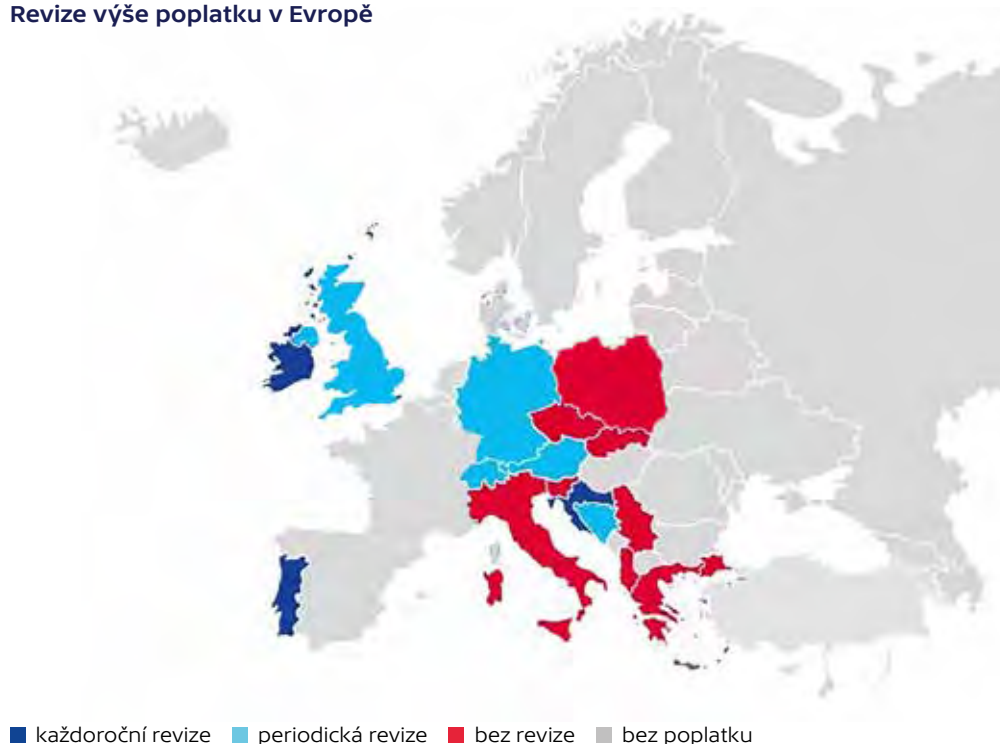 Revize výše poplatku v Evropě
každoroční revize periodická revize bez revize bez poplatku